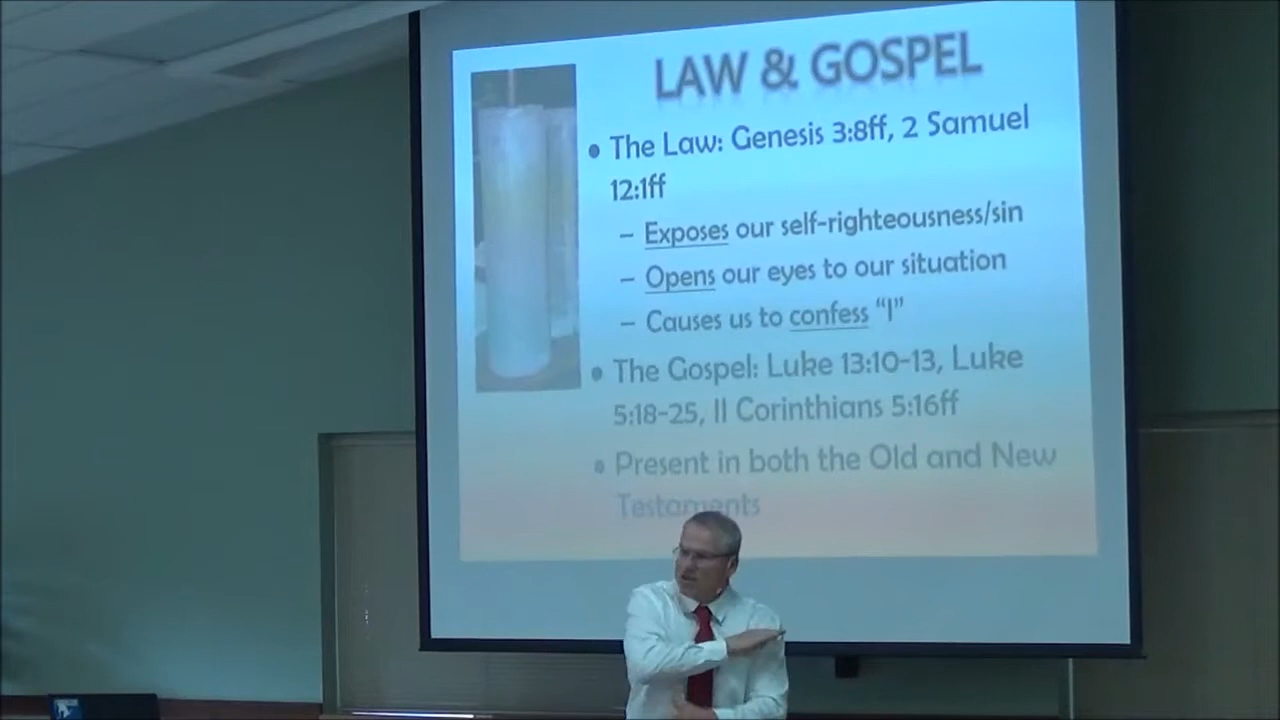 LAW & GOSPEL
• The Law: Genesis 3:8ff, 2 Samuel
12:1ff
– Exposes our self-righteousness/sin
– Opens our eyes to our situation
– Causes us to confess “I”
• The Gospel: Luke 13:10-13, Luke
5:18-25, II Corinthians 5:16ff
• Present in both the Old and New
Testaments